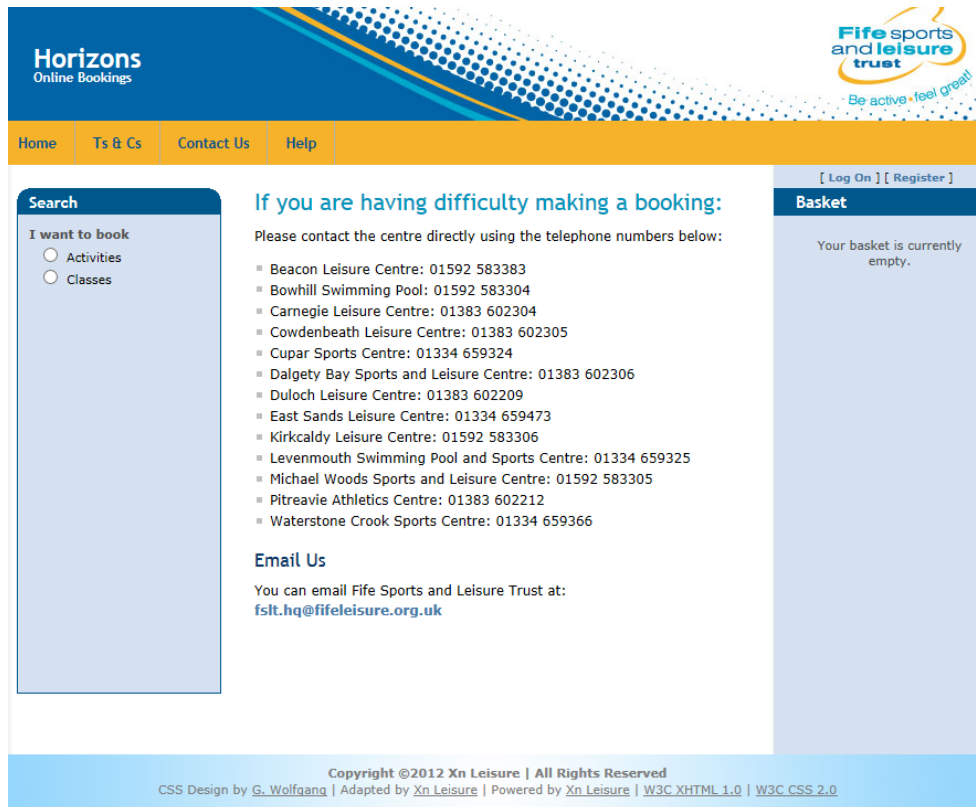 Horizons
Online Bookings
Fife sports
and leisure
trust
Be active • feel great!
Home Ts & Cs Contact Us Help
[ Log On ] [ Register ]
Search
I want to book
Activities
Classes
If you are having difficulty making a booking:
Please contact the centre directly using the telephone numbers below:
Beacon Leisure Centre: 01592 583383
Bowhill Swimming Pool: 01592 583304
Carnegie Leisure Centre: 01383 602304
Cowdenbeath Leisure Centre: 01383 602305
Cupar Sports Centre: 01334 659324
Dalgety Bay Sports and Leisure Centre: 01383 602306
Duloch Leisure Centre: 01383 602209
East Sands Leisure Centre: 01334 659473
Kirkcaldy Leisure Centre: 01592 583306
Levenmouth Swimming Pool and Sports Centre: 01334 659325
Michael Woods Sports and Leisure Centre: 01592 583305
Pitreavie Athletics Centre: 01383 602212
Waterstone Crook Sports Centre: 01334 659366
Email Us
You can email Fife Sports and Leisure Trust at:
fslt.hq@fifeleisure.org.uk
Basket
Your basket is currently
empty.
Copyright ©2012 Xn Leisure | All Rights Reserved
CSS Design by G. Wolfgang | Adapted by Xn Leisure | Powered by Xn Leisure | W3C XHTML 1.0 | W3C CSS 2.0